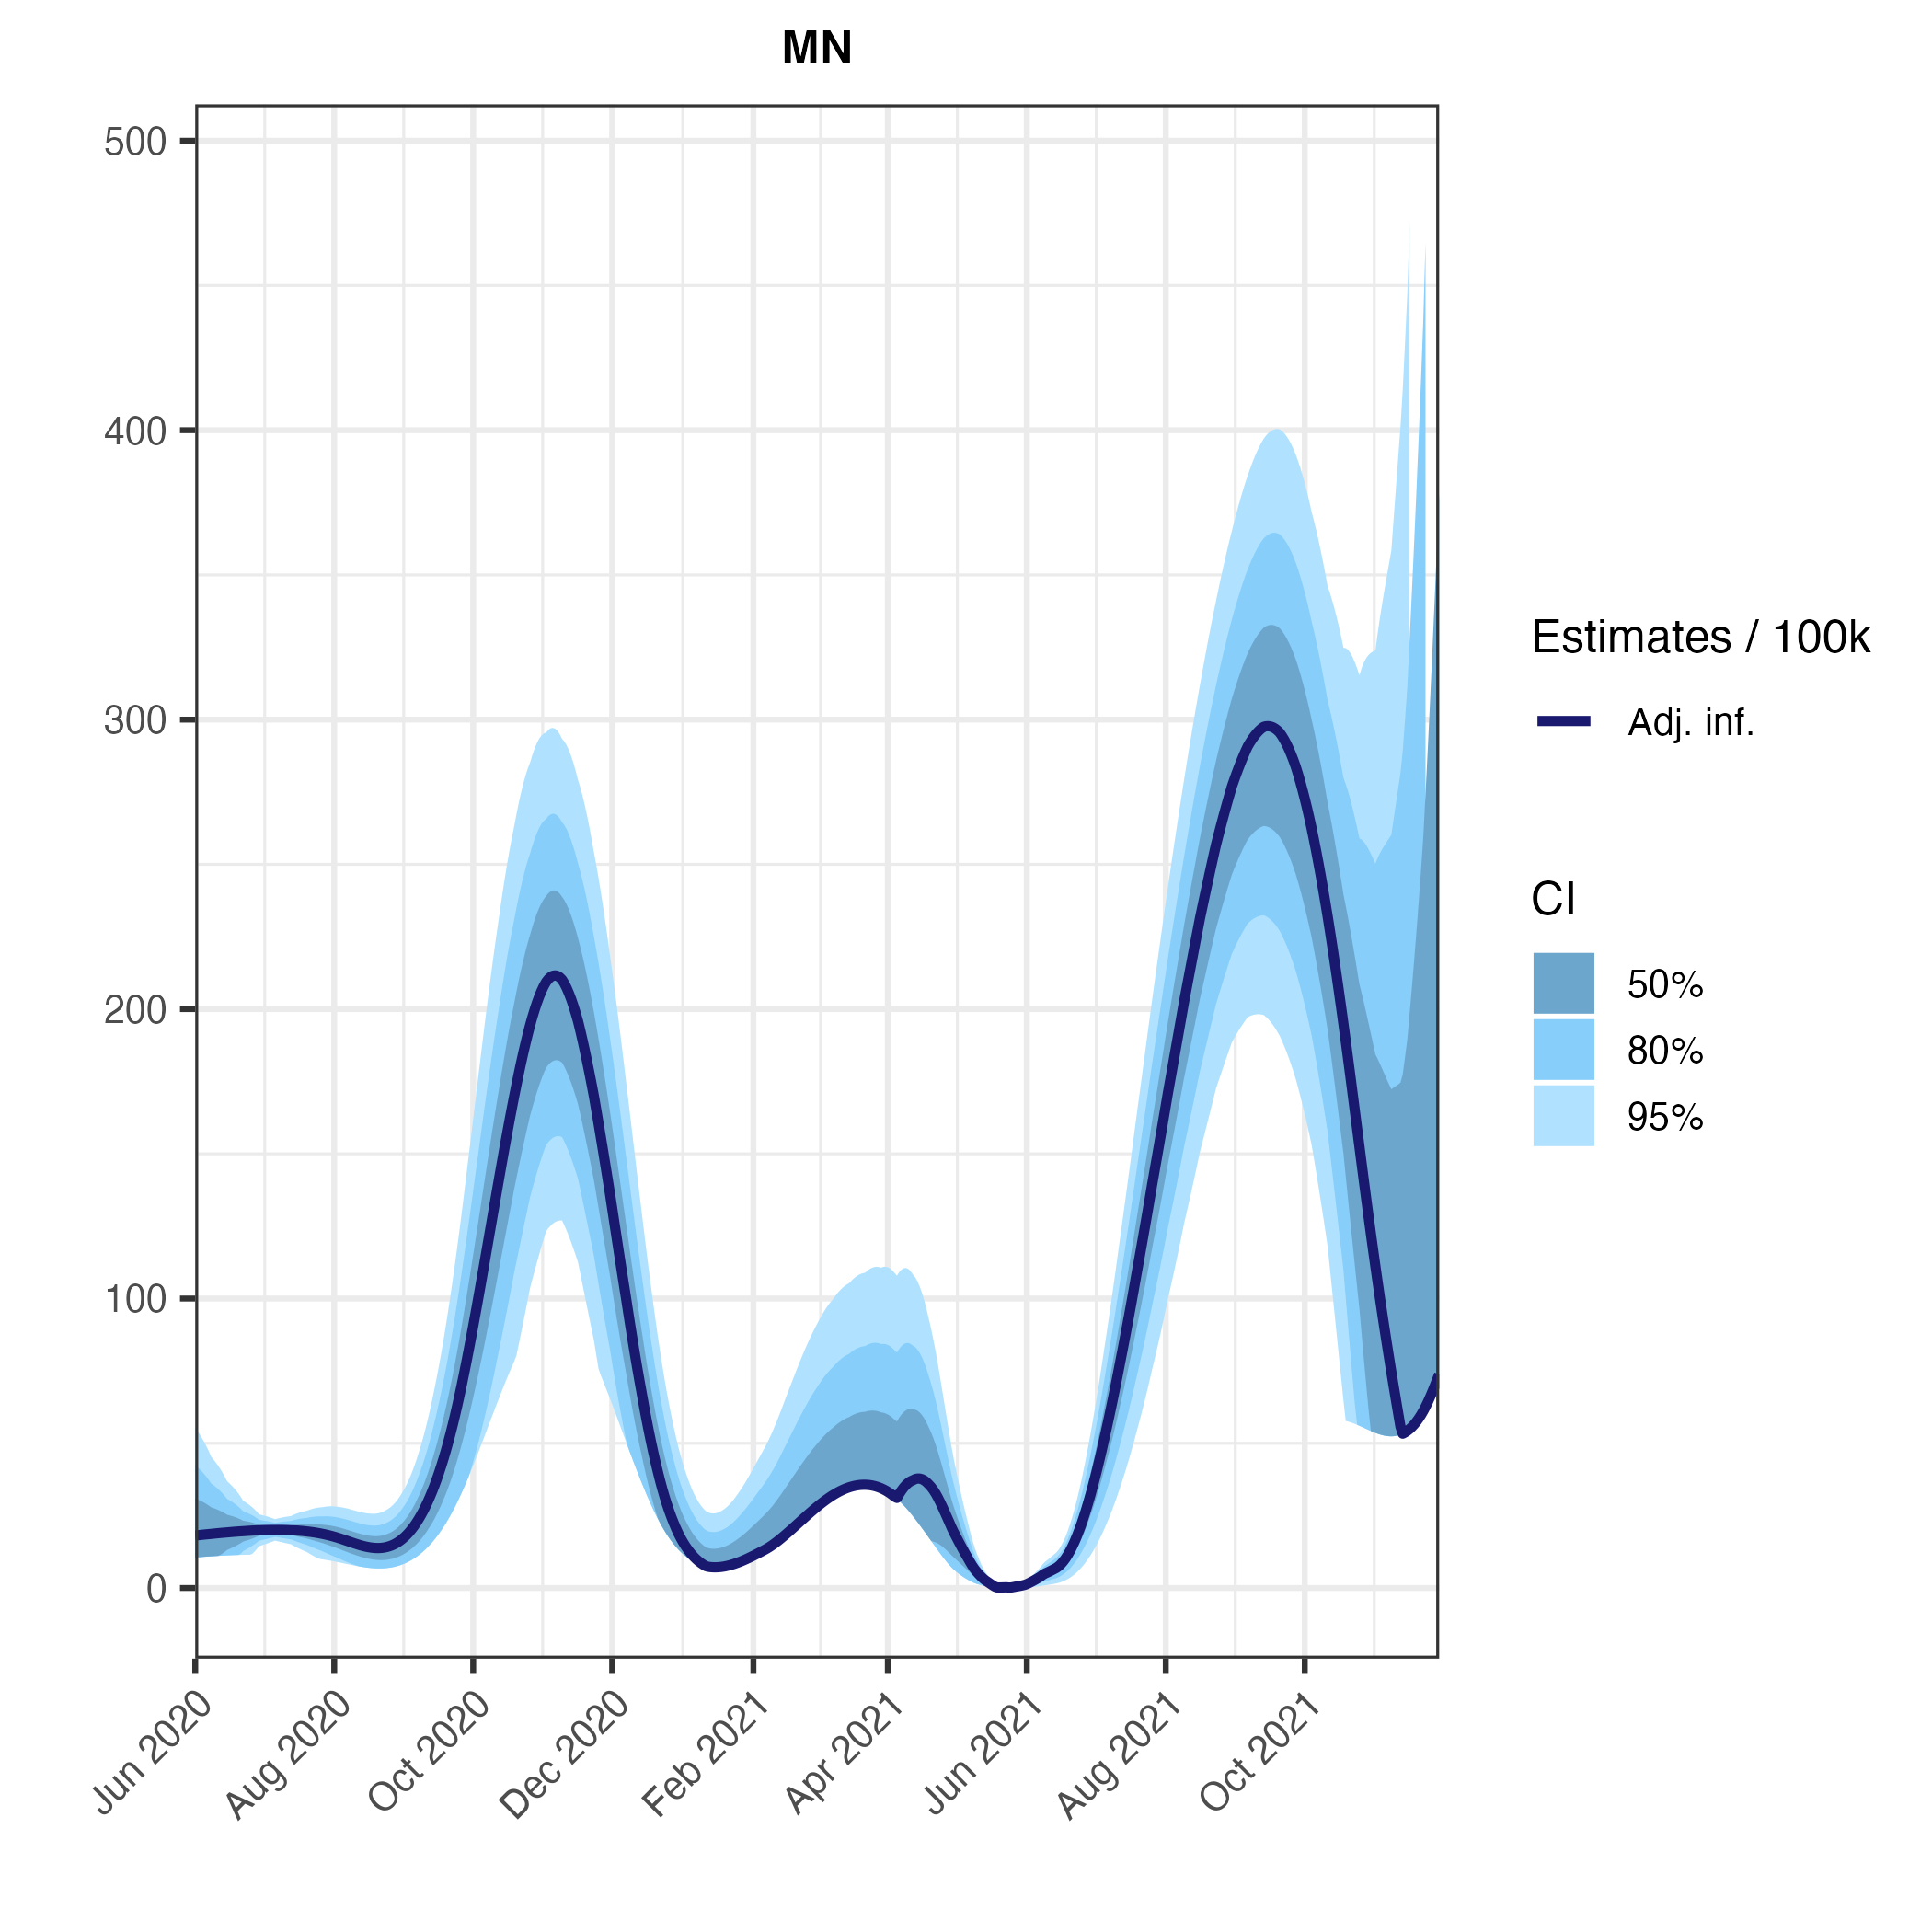 MN
500
400
300
200
100
0
Jun 2020
Aug 2020
Oct 2020
Dec 2020
Feb 2021
Apr 2021
Jun 2021
Aug 2021
Oct 2021
Estimates / 100k
Adj. inf.
CI
50%
80%
95%